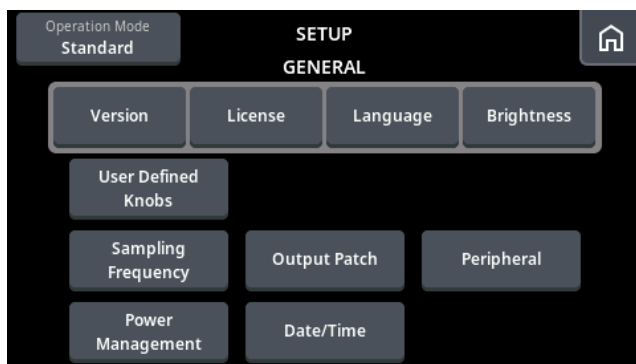 Operation Mode
Standard
SETUP
GENERAL
Version
License
Language
Brightness
User Defined
Knobs
Sampling
Frequency
Output Patch
Peripheral
Power
Management
Date/Time